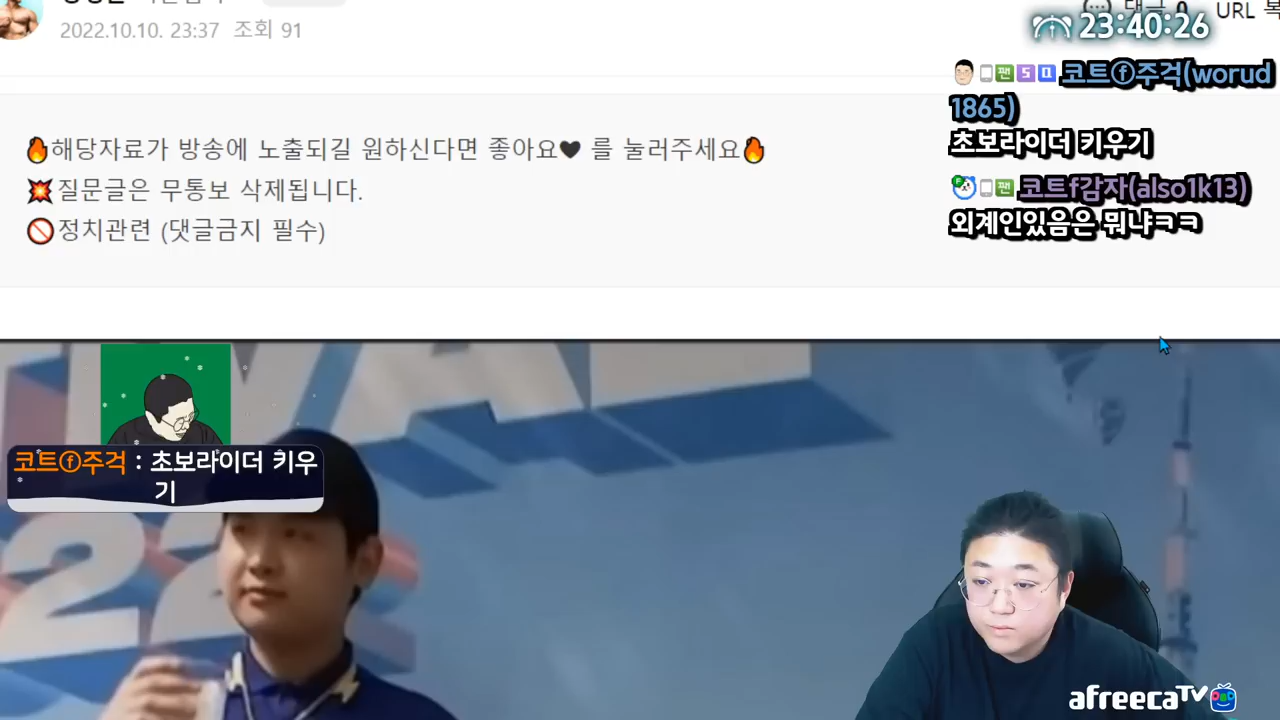 2022.10.10. 23:37 조회 91
댓글 0 URL 복
23:40:26
코트ⓕ주걱(worud
1865)
초보라이더 키우기
코트f감자(also1k13)
외계인있음은 뭐냐ㅋㅋ
🔥해당자료가 방송에 노출되길 원하신다면 좋아요🖤 를 눌러주세요🔥
💥질문글은 무통보 삭제됩니다.
🚫정치관련 (댓글금지 필수)
코트ⓕ주걱 : 초보라이더 키우
기
22
afreecaTV